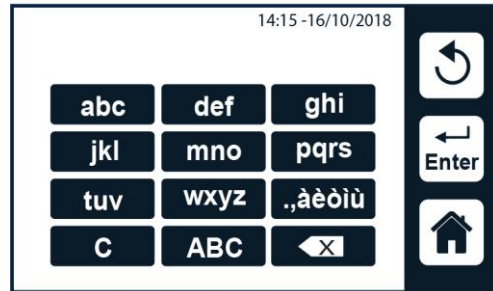 14:15 -16/10/2018
abc def ghi
jkl mno pqrs
Enter
tuv wxyz .,àèòìù
C ABC X